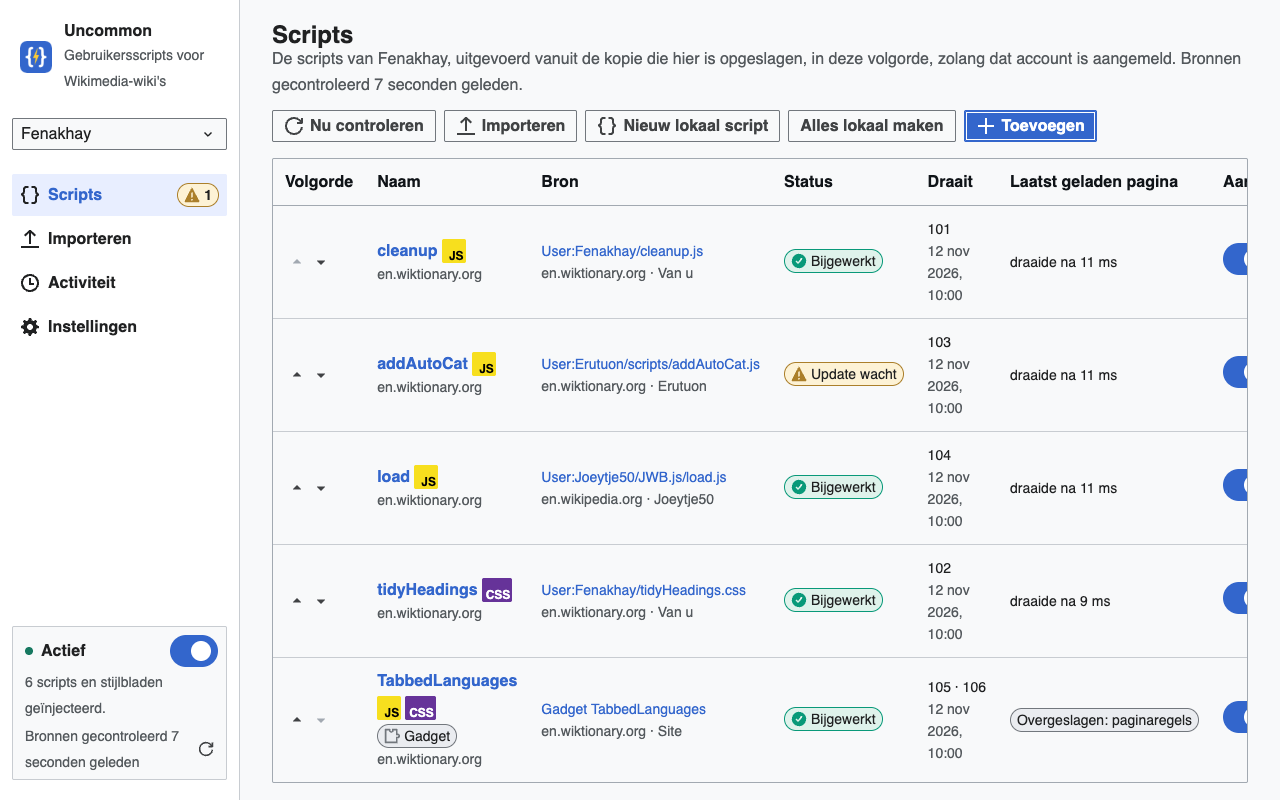 Uncommon
Gebruikersscripts voor
Wikimedia-wiki's
Fenakhay
Scripts
1
Importeren
Activiteit
Instellingen
Actief
6 scripts en stijlbladen
geïnjecteerd.
Bronnen gecontroleerd 7
seconden geleden
Scripts
De scripts van Fenakhay, uitgevoerd vanuit de kopie die hier is opgeslagen, in deze volgorde, zolang dat account is aangemeld. Bronnen
gecontroleerd 7 seconden geleden.
Nu controleren
Importeren
Nieuw lokaal script
Alles lokaal maken
Toevoegen
Volgorde Naam Bron Status Draait Laatst geladen pagina
cleanup JS
en.wiktionary.org
User:Fenakhay/cleanup.js
en.wiktionary.org · Van u
Bijgewerkt
101
12 nov
2026,
10:00
draaide na 11 ms
addAutoCat JS
en.wiktionary.org
User:Erutuon/scripts/addAutoCat.js
en.wiktionary.org · Erutuon
Update wacht
103
12 nov
2026,
10:00
draaide na 11 ms
load JS
en.wiktionary.org
User:Joeytje50/JWB.js/load.js
en.wikipedia.org · Joeytje50
Bijgewerkt
104
12 nov
2026,
10:00
draaide na 11 ms
tidyHeadings CSS
en.wiktionary.org
User:Fenakhay/tidyHeadings.css
en.wiktionary.org · Van u
Bijgewerkt
102
12 nov
2026,
10:00
draaide na 9 ms
TabbedLanguages
JS CSS
Gadget
en.wiktionary.org
Gadget TabbedLanguages
en.wiktionary.org · Site
Bijgewerkt
105 · 106
12 nov
2026,
10:00
Overgeslagen: paginaregels